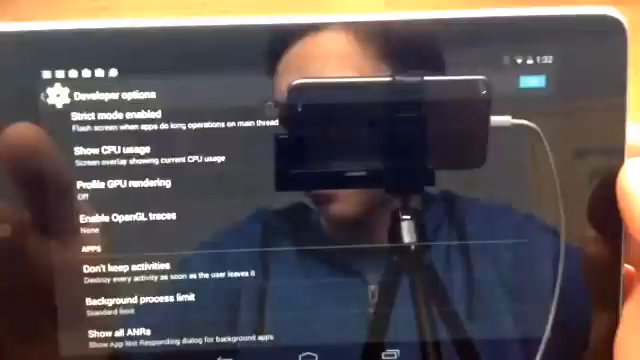 1:32
Developer options
Strict mode enabled
Flash screen when apps do long operations on main thread
Show CPU usage
Screen overlay showing current CPU usage
Profile GPU rendering
Off
Enable OpenGL traces
None
APPS
Don't keep activities
Destroy every activity as soon as the user leaves it
Background process limit
Standard limit
Show all ANRs
Show App Not Responding dialog for background apps